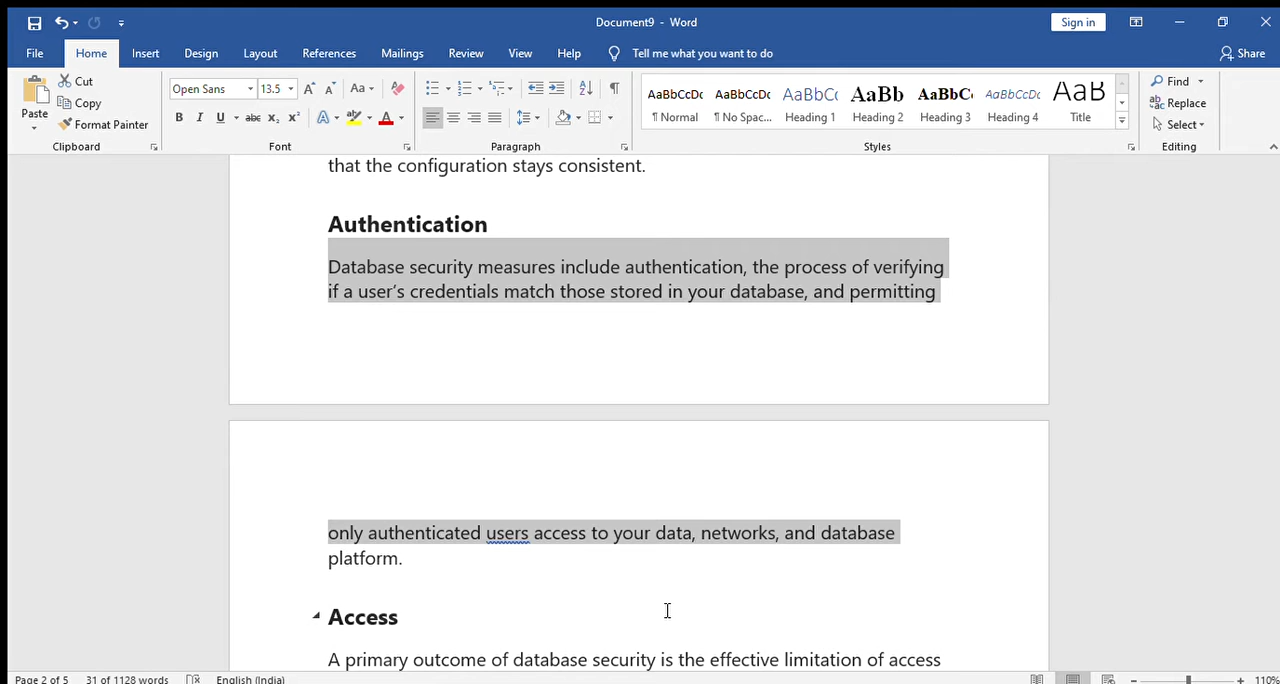 Document9 - Word
Sign in
File Home Insert Design Layout References Mailings Review View Help Tell me what you want to do Share
Paste
Cut
Copy
Format Painter
Clipboard
Open Sans 13.5
Font
Paragraph
AaBbCcDc AaBbCcDc AaBbCc AaBb AaBbC AaBbCcDc AaB
¶ Normal ¶ No Spac... Heading 1 Heading 2 Heading 3 Heading 4 Title
Styles
Find
Replace
Select
Editing
that the configuration stays consistent.
Authentication
Database security measures include authentication, the process of verifying
if a user’s credentials match those stored in your database, and permitting
only authenticated users access to your data, networks, and database
platform.
Access
A primary outcome of database security is the effective limitation of access
Page 2 of 5 31 of 1128 words English (India) 110%